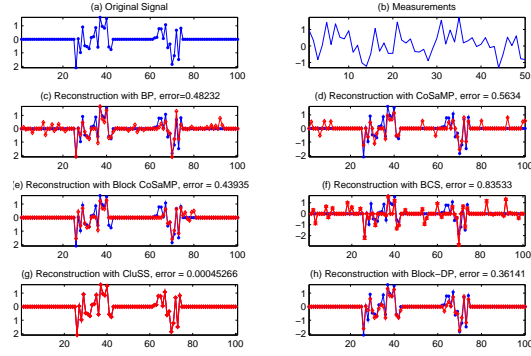 (a) Original Signal
(b) Measurements
1
0
1
2
20 40 60 80 100
1
0
-1
10 20 30 40 50
(c) Reconstruction with BP, error=0.48232
(d) Reconstruction with CoSaMP, error = 0.5634
1
0
1
2
20 40 60 80 100
1
0
-1
-2
20 40 60 80 100
(e) Reconstruction with Block CoSaMP, error = 0.43935
(f) Reconstruction with BCS, error = 0.83533
1
0
1
2
20 40 60 80 100
1
0
-1
-2
20 40 60 80 100
(g) Reconstruction with CluSS, error = 0.00045266
(h) Reconstruction with Block-DP, error = 0.36141
1
0
1
2
20 40 60 80 100
1
0
1
2
20 40 60 80 100